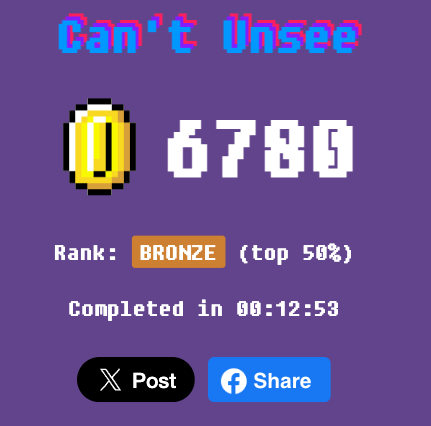 Can't Unsee
6780
Rank: BRONZE (top 50%)
Completed in 00:12:53
Post Share